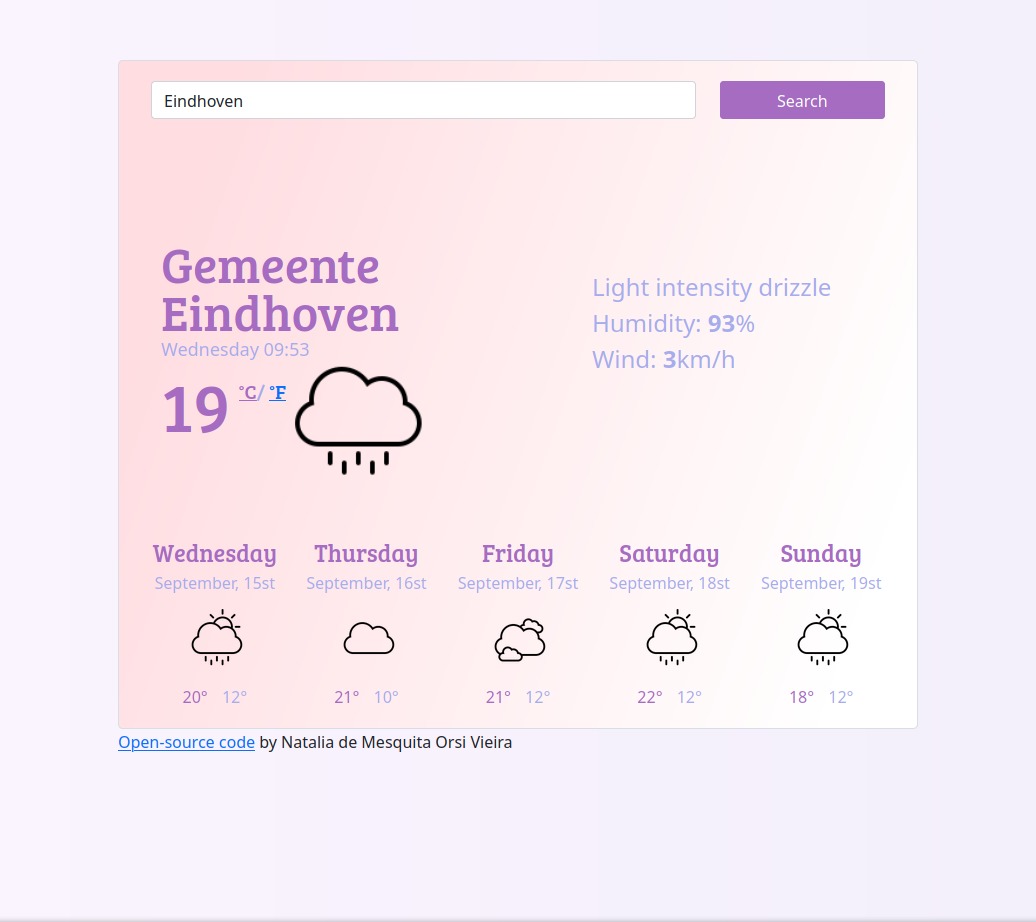 Eindhoven
Search
Gemeente
Eindhoven
Wednesday 09:53
19 °C/ °F
Light intensity drizzle
Humidity: 93%
Wind: 3km/h
Wednesday Thursday Friday Saturday Sunday
September, 15st September, 16st September, 17st September, 18st September, 19st
20° 12° 21° 10° 21° 12° 22° 12° 18° 12°
Open-source code by Natalia de Mesquita Orsi Vieira